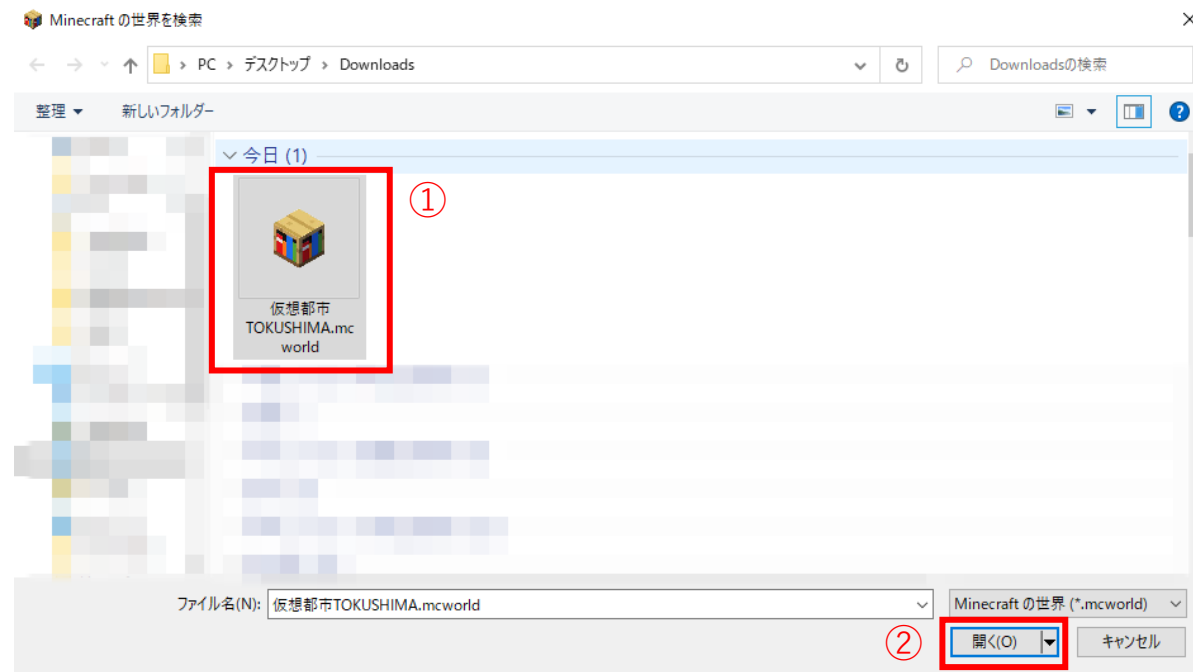 Minecraft の世界を検索
PC › デスクトップ › Downloads
Downloadsの検索
整理
新しいフォルダー
今日 (1)
①
仮想都市
TOKUSHIMA.mc
world
ファイル名(N):
仮想都市TOKUSHIMA.mcworld
Minecraft の世界 (*.mcworld)
②
開く(O)
キャンセル